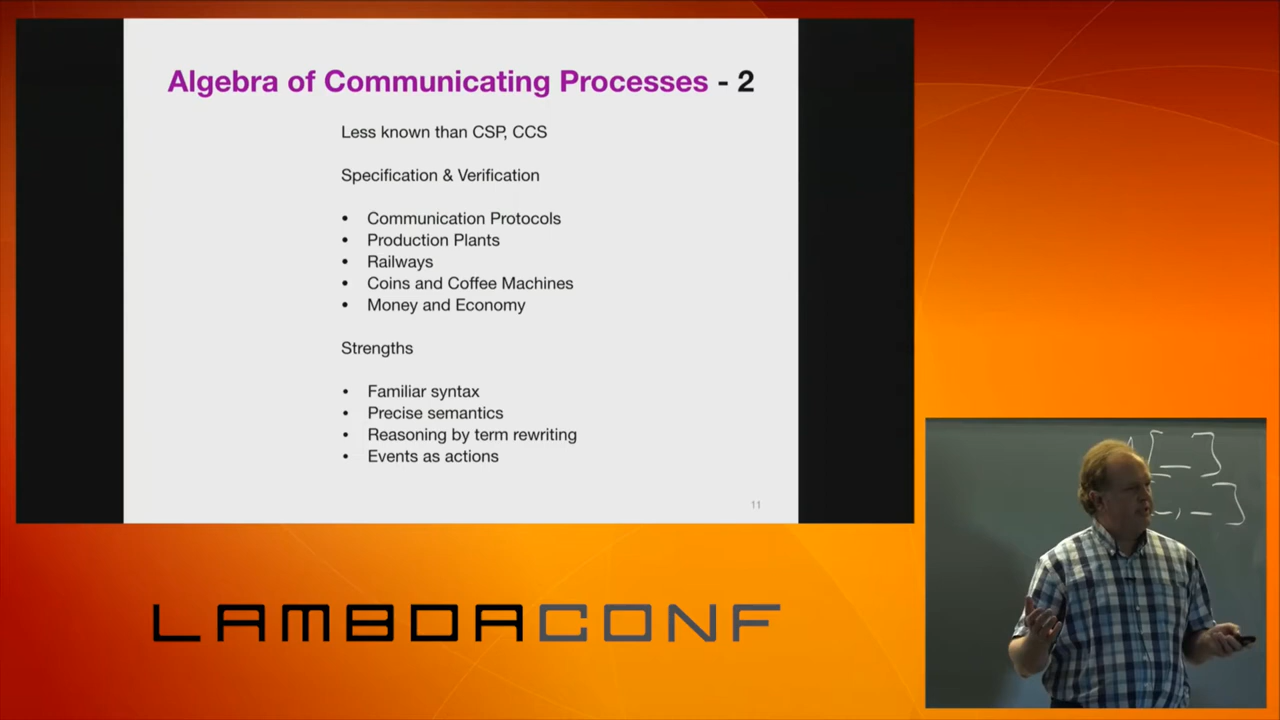 Algebra of Communicating Processes - 2
Less known than CSP, CCS
Specification & Verification
• Communication Protocols
• Production Plants
• Railways
• Coins and Coffee Machines
• Money and Economy
Strengths
• Familiar syntax
• Precise semantics
• Reasoning by term rewriting
• Events as actions
11
LAMBDACONF